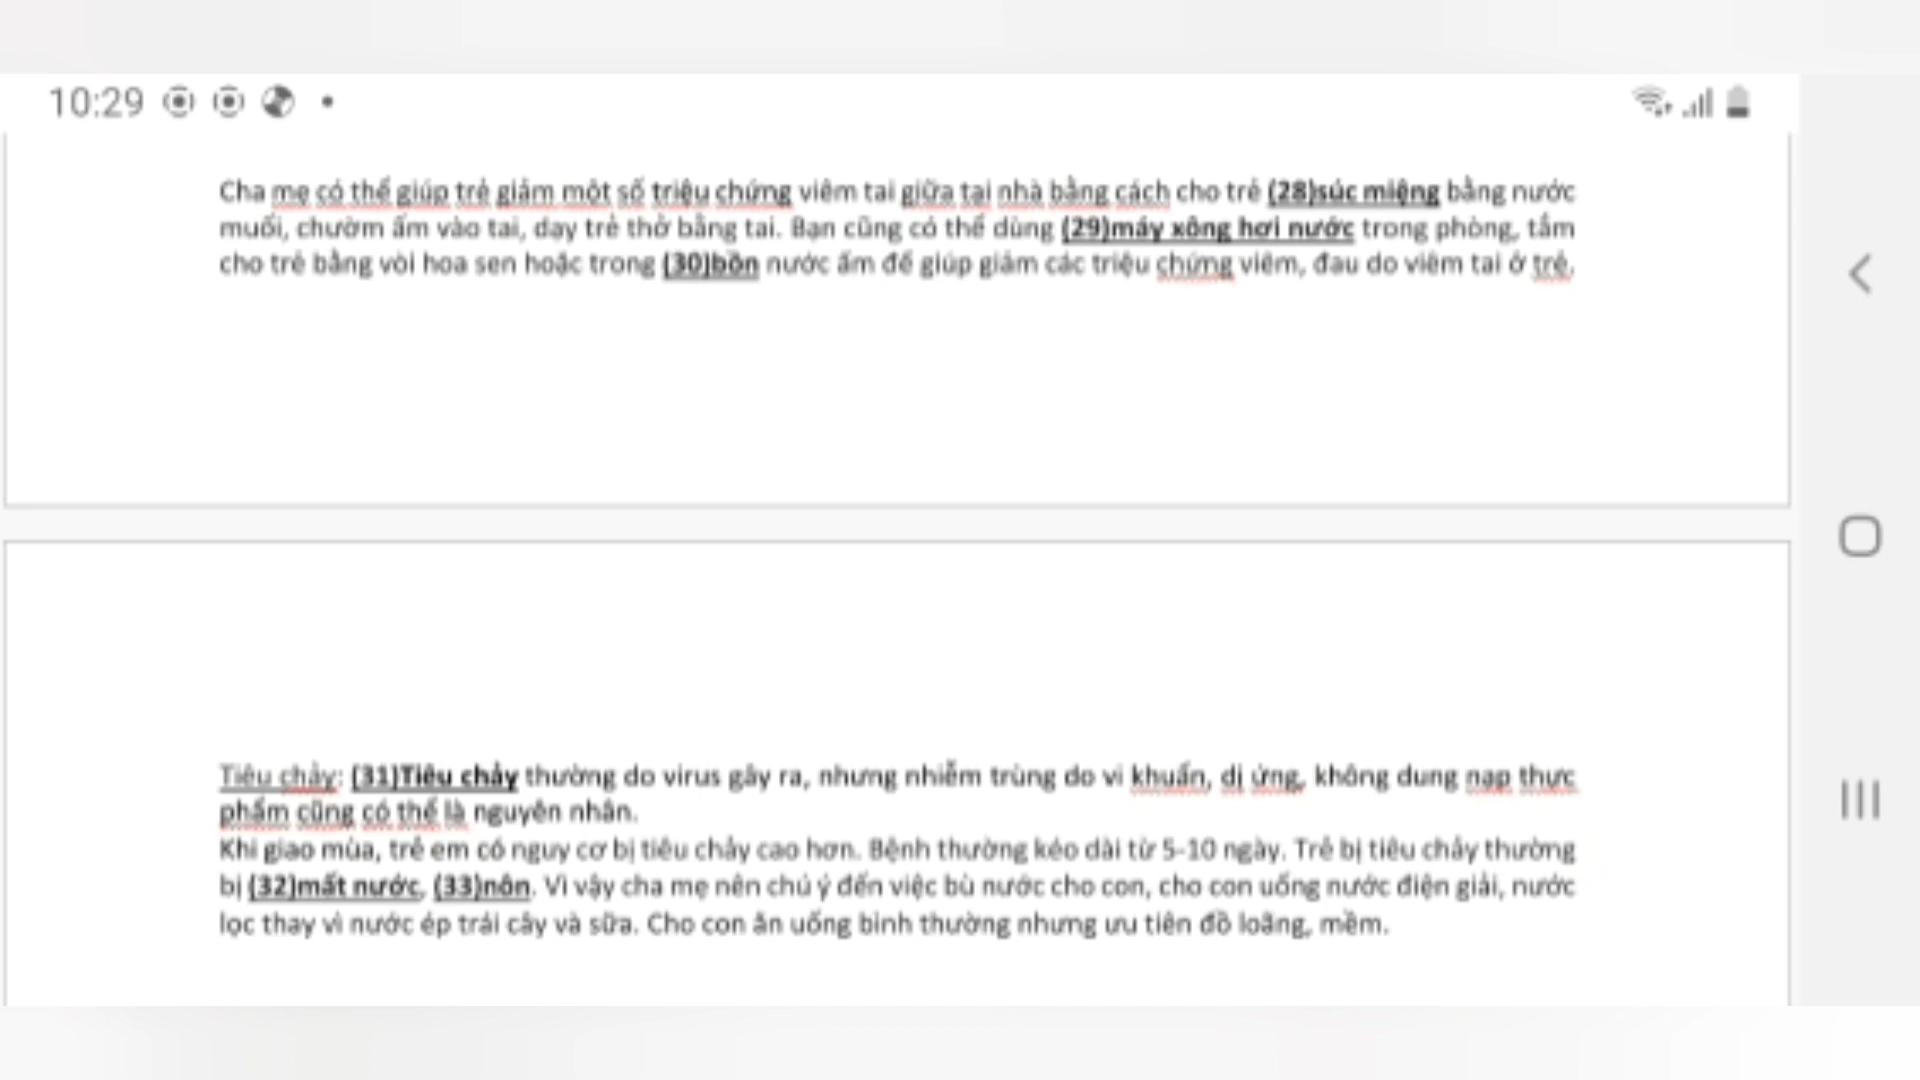 10:29
Cha mẹ có thể giúp trẻ giảm một số triệu chứng viêm tai giữa tại nhà bằng cách cho trẻ (28)súc miệng bằng nước
muối, chườm ấm vào tai, dạy trẻ thở bằng tai. Bạn cũng có thể dùng (29)máy xông hơi nước trong phòng, tắm
cho trẻ bằng vòi hoa sen hoặc trong (30)bồn nước ấm để giúp giảm các triệu chứng viêm, đau do viêm tai ở trẻ.
Tiêu chảy: (31)Tiêu chảy thường do virus gây ra, nhưng nhiễm trùng do vi khuẩn, dị ứng, không dung nạp thực
phẩm cũng có thể là nguyên nhân.
Khi giao mùa, trẻ em có nguy cơ bị tiêu chảy cao hơn. Bệnh thường kéo dài từ 5-10 ngày. Trẻ bị tiêu chảy thường
bị (32)mất nước, (33)nôn. Vì vậy cha mẹ nên chú ý đến việc bù nước cho con, cho con uống nước điện giải, nước
lọc thay vì nước ép trái cây và sữa. Cho con ăn uống bình thường nhưng ưu tiên đồ loãng, mềm.